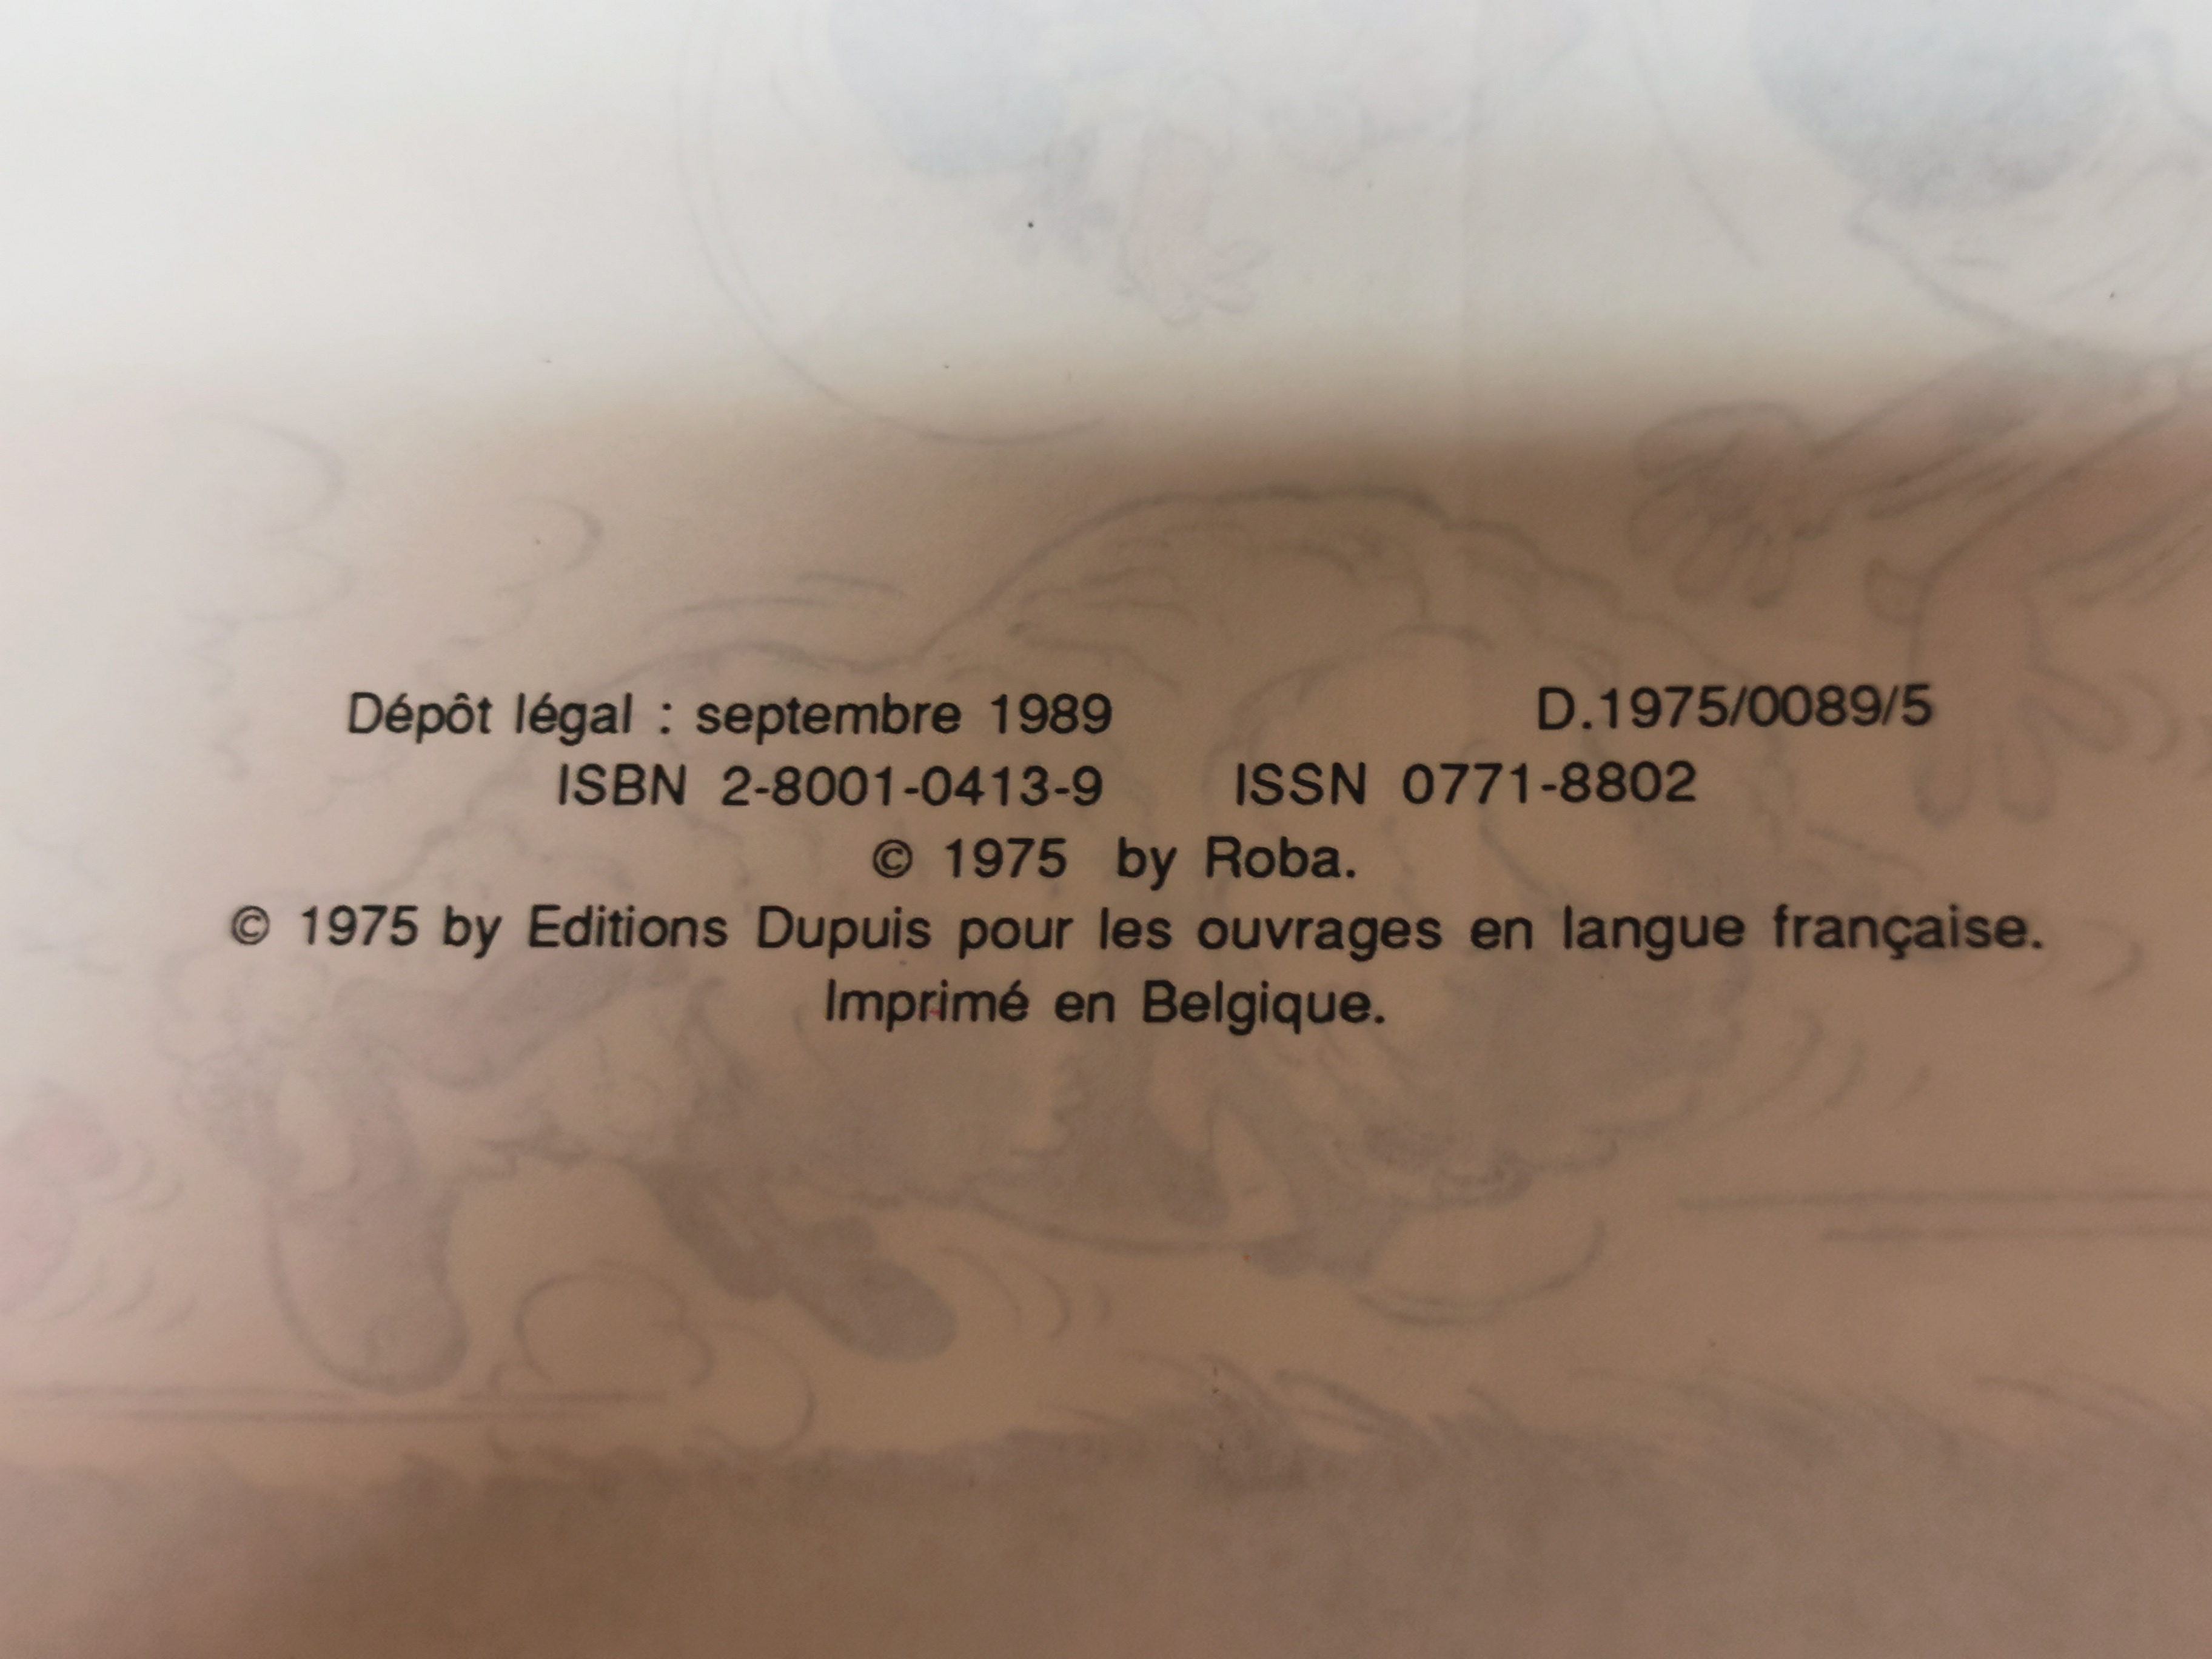 Dépôt légal : septembre 1989 D.1975/0089/5
ISBN 2-8001-0413-9 ISSN 0771-8802
© 1975 by Roba.
© 1975 by Editions Dupuis pour les ouvrages en langue française.
Imprimé en Belgique.